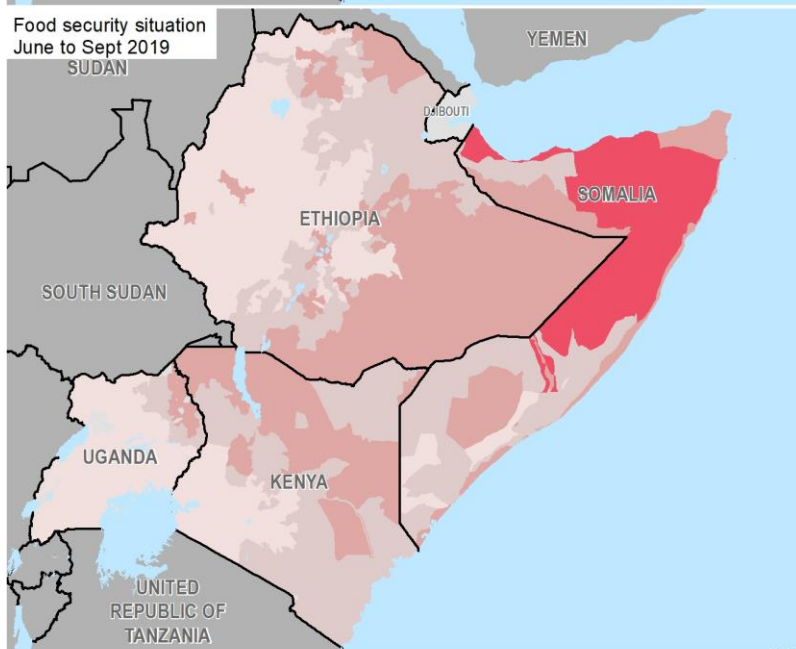 Food security situation
June to Sept 2019
SUDAN
YEMEN
DJIBOUTI
SOMALIA
ETHIOPIA
SOUTH SUDAN
UGANDA
KENYA
UNITED
REPUBLIC OF
TANZANIA